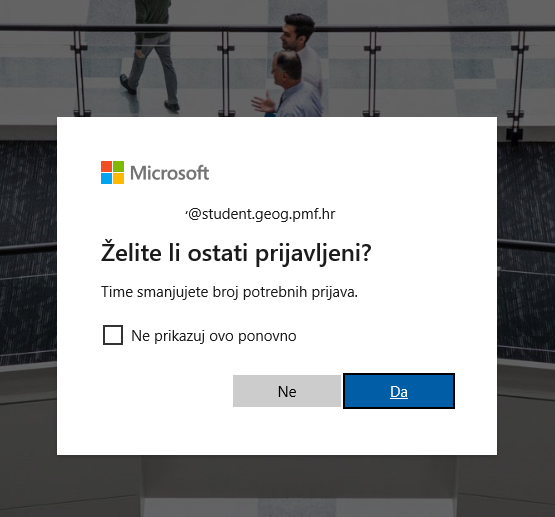 Microsoft
@student.geog.pmf.hr
Želite li ostati prijavljeni?
Time smanjujete broj potrebnih prijava.
Ne prikazuj ovo ponovno
Ne
Da